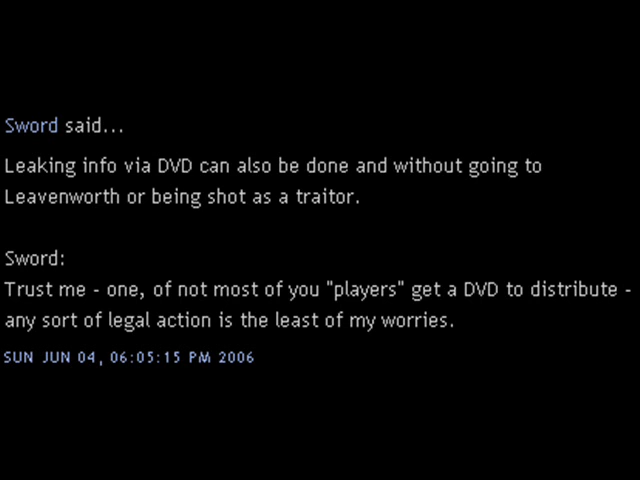 Sword said...
Leaking info via DVD can also be done and without going to
Leavenworth or being shot as a traitor.
Sword:
Trust me - one, of not most of you "players" get a DVD to distribute -
any sort of legal action is the least of my worries.
SUN JUN 04, 06:05:15 PM 2006